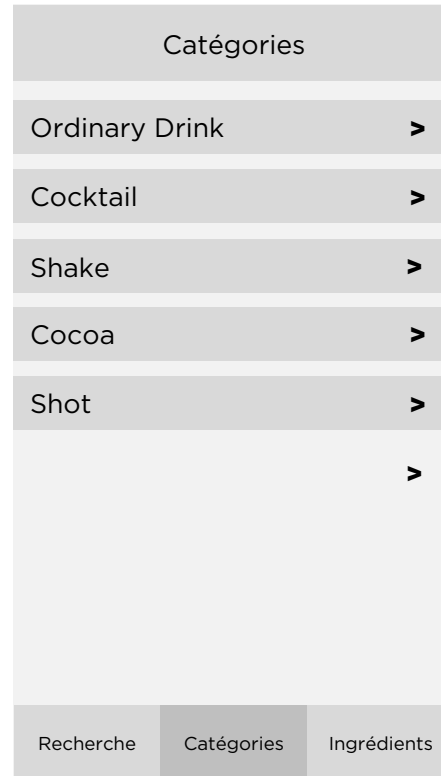 Catégories
Ordinary Drink >
Cocktail >
Shake >
Cocoa >
Shot >
>
Recherche Catégories Ingrédients